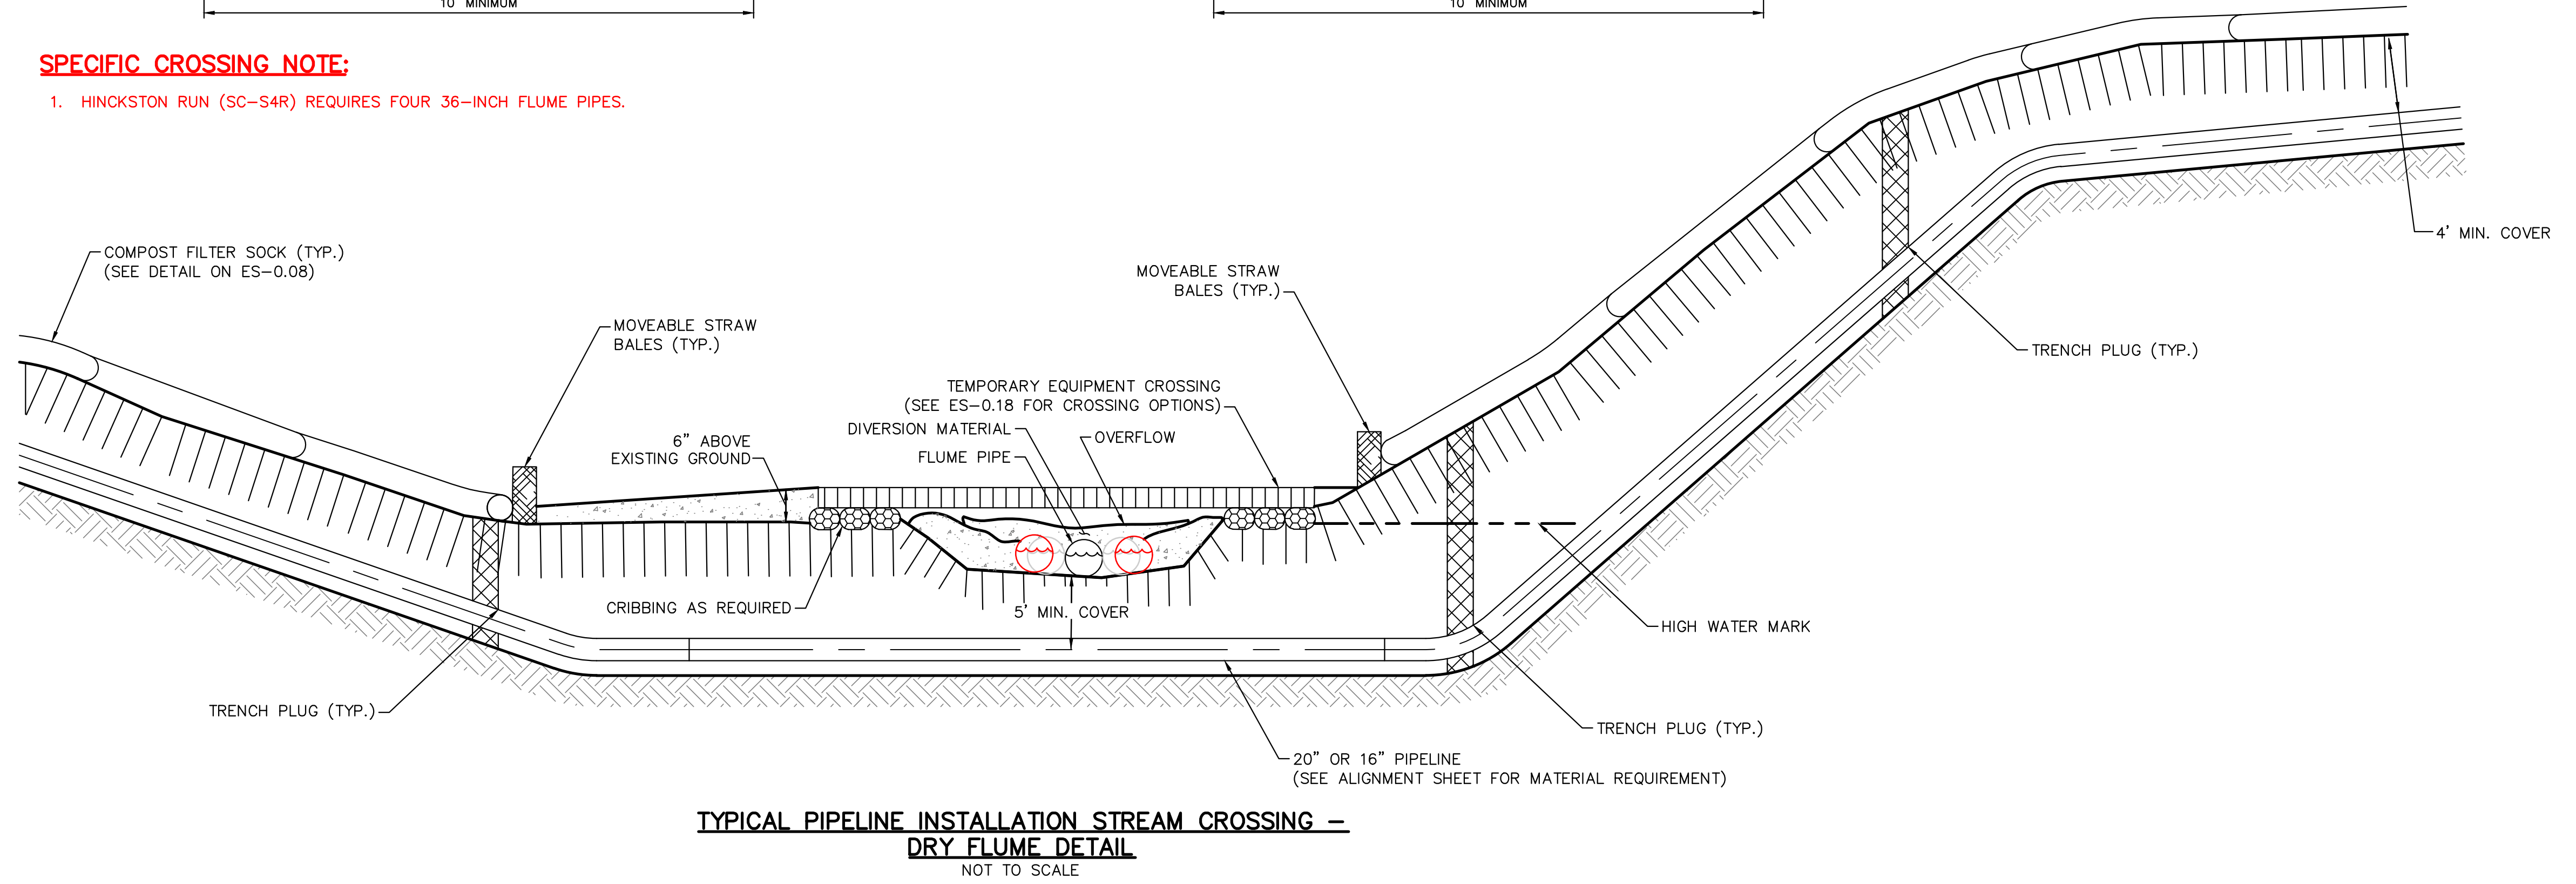 10' MINIMUM
10' MINIMUM
SPECIFIC CROSSING NOTE:
1. HINCKSTON RUN (SC-S4R) REQUIRES FOUR 36-INCH FLUME PIPES.
COMPOST FILTER SOCK (TYP.)
(SEE DETAIL ON ES-0.08)
4' MIN. COVER
MOVEABLE STRAW
BALES (TYP.)
MOVEABLE STRAW
BALES (TYP.)
TRENCH PLUG (TYP.)
TEMPORARY EQUIPMENT CROSSING
(SEE ES-0.18 FOR CROSSING OPTIONS)
DIVERSION MATERIAL
OVERFLOW
6" ABOVE
EXISTING GROUND
FLUME PIPE
CRIBBING AS REQUIRED
5' MIN. COVER
HIGH WATER MARK
TRENCH PLUG (TYP.)
TRENCH PLUG (TYP.)
20" OR 16" PIPELINE
(SEE ALIGNMENT SHEET FOR MATERIAL REQUIREMENT)
TYPICAL PIPELINE INSTALLATION STREAM CROSSING -
DRY FLUME DETAIL
NOT TO SCALE